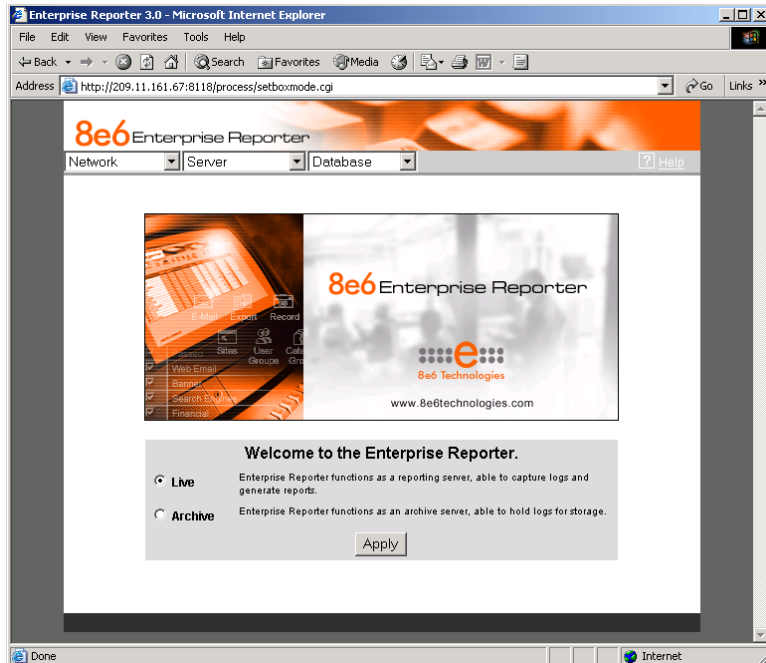 Enterprise Reporter 3.0 - Microsoft Internet Explorer
File Edit View Favorites Tools Help
Back Search Favorites Media
Address http://209.11.161.67:8118/process/setboxmode.cgi Go Links »
8e6 Enterprise Reporter
Network Server Database ? Help
E-Mail Export Record
Sites User Groups
Passed
Web Email
Banner
Search Engines
Financial
8e6 Enterprise Reporter
e
8e6 Technologies
www.8e6technologies.com
Welcome to the Enterprise Reporter.
Live Enterprise Reporter functions as a reporting server, able to capture logs and
generate reports.
Archive Enterprise Reporter functions as an archive server, able to hold logs for storage.
Apply
Done Internet